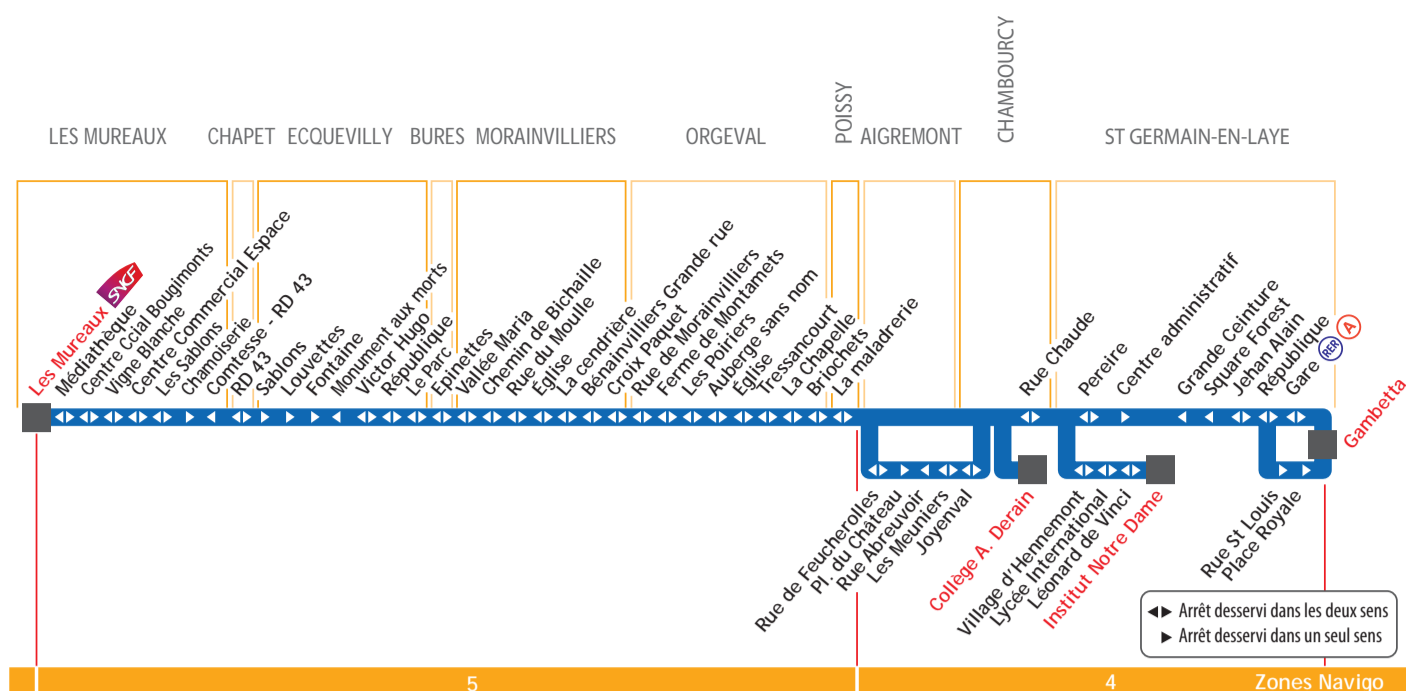 LES MUREAUX
CHAPET
ECQUEVILLY
BURES
MORAINVILLIERS
ORGEVAL
POISSY
AIGREMONT
CHAMBOURCY
ST GERMAIN-EN-LAYE
Les Mureaux
SNCF
Médiathèque
Centre Ccial Bougimonts
Vigne Blanche
Centre Commercial Espace
Les Sablons
Chamoiserie
Comtesse - RD 43
RD 43
Sablons
Louvettes
Fontaine
Monument aux morts
Victor Hugo
République
Le Parc
Epinettes
Vallée Maria
Chemin de Bichaille
Rue du Moulle
Église
La cendrière
Bénainvilliers Grande rue
Croix Paquet
Rue de Morainvilliers
Ferme de Montamets
Les Poiriers
Auberge sans nom
Église
Tressancourt
La Chapelle
Briochets
La maladrerie
Rue Chaude
Pereire
Centre administratif
Grande Ceinture
Square Forest
Jehan Alain
République
Gare RER A
Gambetta
Rue de Feucherolles
Pl. du Château
Rue Abreuvoir
Les Meuniers
Joyenval
Collège A. Derain
Village d'Hennemont
Lycée International
Léonard de Vinci
Institut Notre Dame
Rue St Louis
Place Royale
Arrêt desservi dans les deux sens
Arrêt desservi dans un seul sens
5
4
Zones Navigo